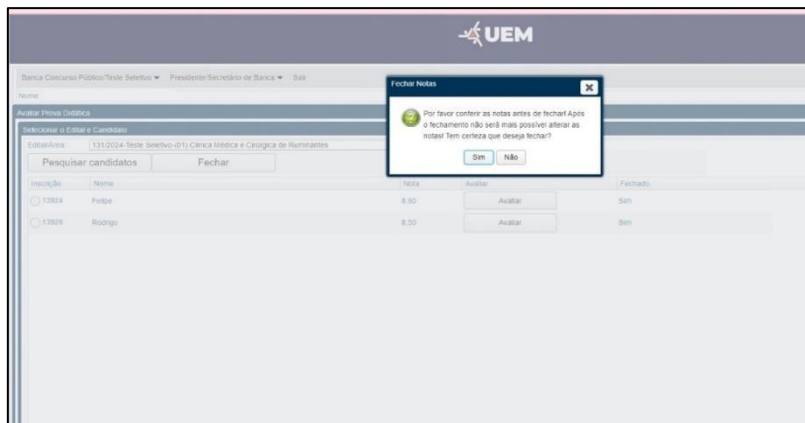 UEM
Banca Concurso Público/Teste Seletivo Presidente/Secretário de Banca Sair
Nome:
Avaliar Prova Didática
Selecionar o Edital e Candidato
Edital/Área: 131/2024-Teste Seletivo-(01) Clínica Médica e Cirúrgica de Ruminantes
Pesquisar candidatos Fechar
Inscrição Nome Nota Avaliar Fechado
13924 Felipe 8.50 Avaliar Sim
13926 Rodrigo 8.50 Avaliar Sim
Fechar Notas
Por favor conferir as notas antes de fechar! Após
o fechamento não será mais possível alterar as
notas! Tem certeza que deseja fechar?
Sim Não